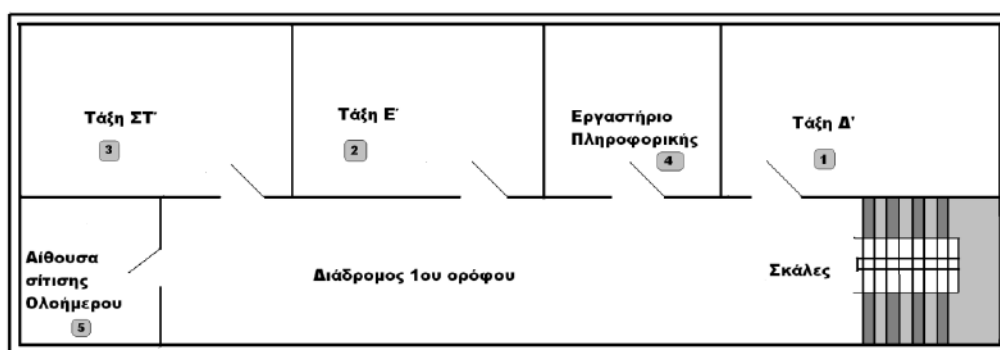 Τάξη ΣΤ'
3
Τάξη Ε'
2
Εργαστήριο
Πληροφορικής
4
Τάξη Δ'
1
Αίθουσα
σίτισης
Ολοήμερου
5
Διάδρομος 1ου ορόφου
Σκάλες